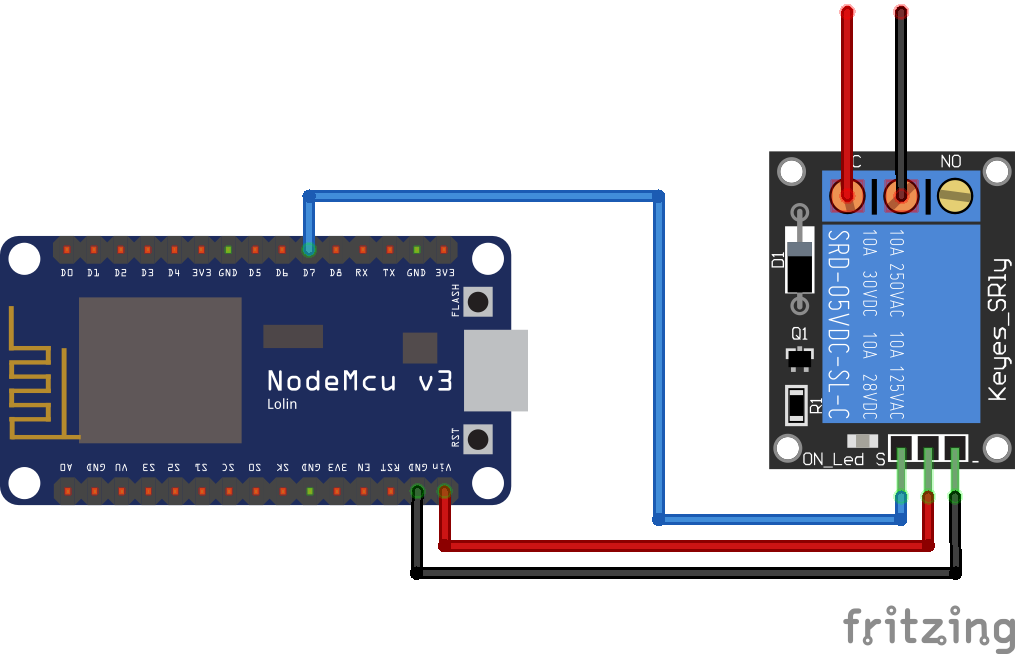 D0 D1 D2 D3 D4 3V3 GND D5 D6 D7 D8 RX TX GND 3V3
FLASH
NodeMcu v3
Lolin
RST
A0 GND VU S3 S2 S1 SC S0 SK GND 3V3 EN RST GND Vin
C
NO
D1
Q1
R1
SRD-05VDC-SL-C
10A 30VDC 10A 28VDC
10A 250VAC 10A 125VAC
Keyes_SRly
ON_Led S
-
fritzing